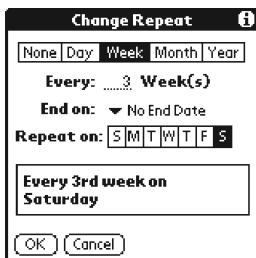 Change Repeat
None Day Week Month Year
Every: 3 Week(s)
End on: No End Date
Repeat on: S M T W T F S
Every 3rd week on
Saturday
OK Cancel